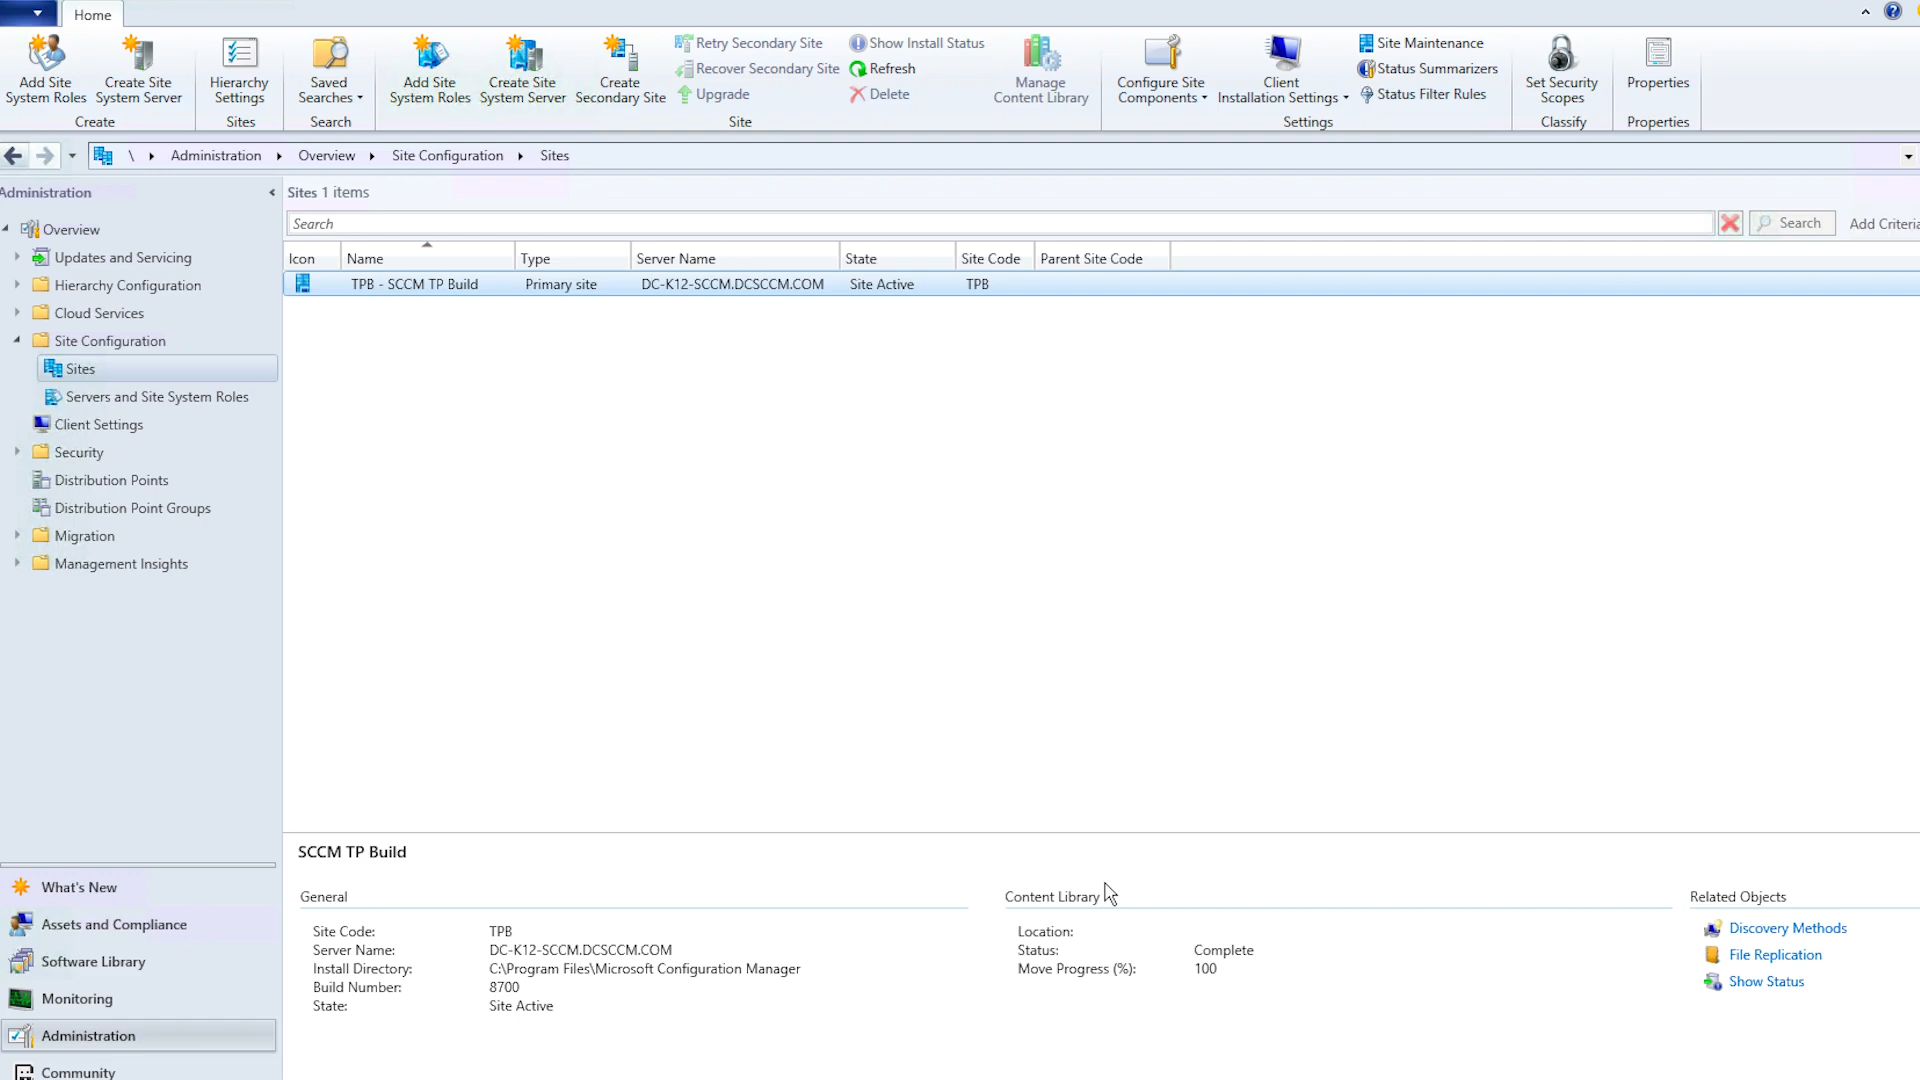 Home
Add Site
System Roles
Create Site
System Server
Create
Hierarchy
Settings
Sites
Saved
Searches
Search
Add Site
System Roles
Create Site
System Server
Create
Secondary Site
Retry Secondary Site
Recover Secondary Site
Upgrade
Show Install Status
Refresh
Delete
Manage
Content Library
Site
Configure Site
Components
Client
Installation Settings
Site Maintenance
Status Summarizers
Status Filter Rules
Settings
Set Security
Scopes
Classify
Properties
Properties
\ Administration Overview Site Configuration Sites
Administration
Overview
Updates and Servicing
Hierarchy Configuration
Cloud Services
Site Configuration
Sites
Servers and Site System Roles
Client Settings
Security
Distribution Points
Distribution Point Groups
Migration
Management Insights
What's New
Assets and Compliance
Software Library
Monitoring
Administration
Community
Sites 1 items
Search Search Add Criteria
Icon Name Type Server Name State Site Code Parent Site Code
TPB - SCCM TP Build Primary site DC-K12-SCCM.DCSCCM.COM Site Active TPB
SCCM TP Build
General
Site Code: TPB
Server Name: DC-K12-SCCM.DCSCCM.COM
Install Directory: C:\Program Files\Microsoft Configuration Manager
Build Number: 8700
State: Site Active
Content Library
Location:
Status: Complete
Move Progress (%): 100
Related Objects
Discovery Methods
File Replication
Show Status